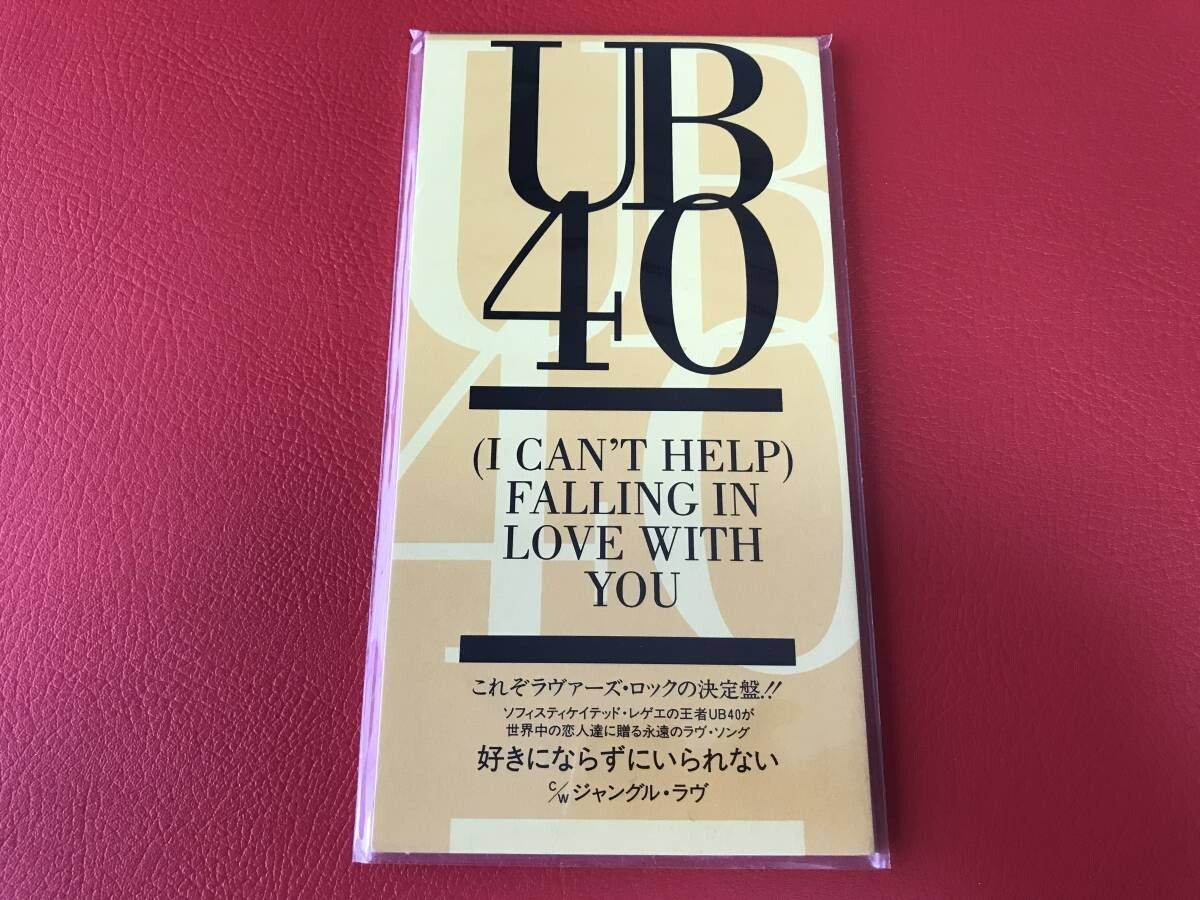 UB
40
(I CAN'T HELP)
FALLING IN
LOVE WITH
YOU
これぞラヴァーズ・ロックの決定盤!!
ソフィスティケイテッド・レゲエの王者UB40が
世界中の恋人達に贈る永遠のラヴ・ソング
好きにならずにいられない
c/w ジャングル・ラヴ